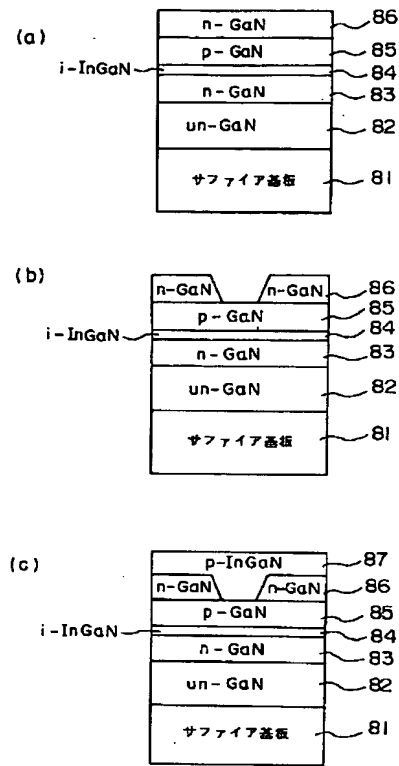 (a)
n-GaN 86
p-GaN 85
i-InGaN 84
n-GaN 83
un-GaN 82
サファイア基板 81
(b)
n-GaN n-GaN 86
p-GaN 85
i-InGaN 84
n-GaN 83
un-GaN 82
サファイア基板 81
(c)
p-InGaN 87
n-GaN n-GaN 86
p-GaN 85
i-InGaN 84
n-GaN 83
un-GaN 82
サファイア基板 81